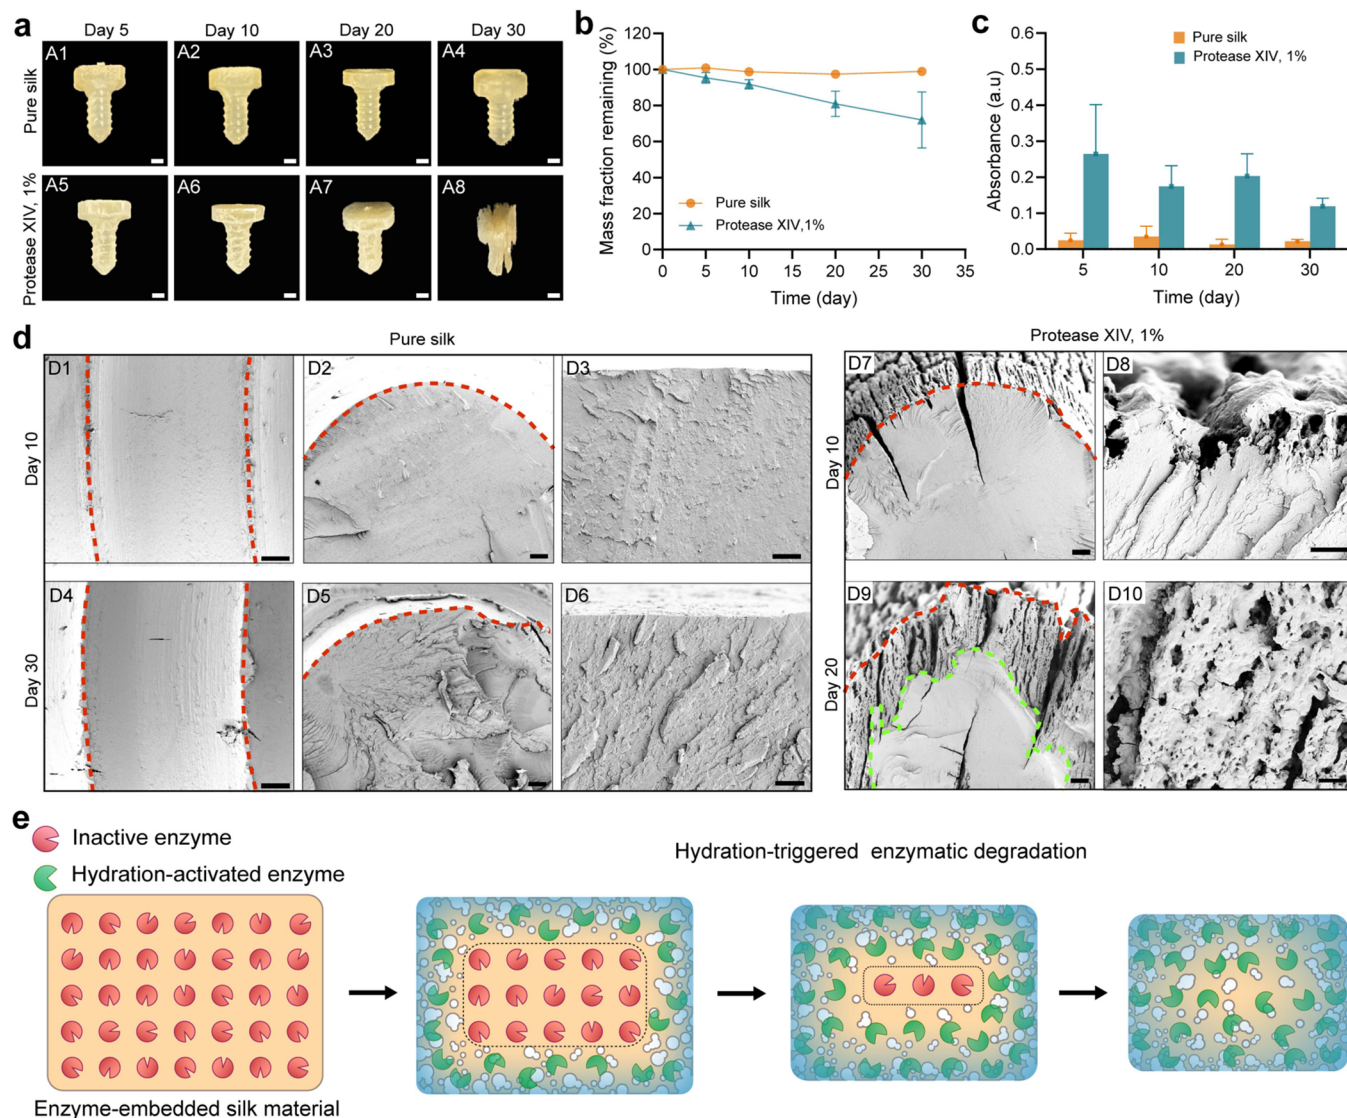 a
Day 5
Day 10
Day 20
Day 30
Pure silk
A1
A2
A3
A4
Protease XIV, 1%
A5
A6
A7
A8
b
Mass fraction remaining (%)
120
100
80
60
40
20
0
Pure silk
Protease XIV,1%
0
5
10
15
20
25
30
35
Time (day)
c
Absorbance (a.u)
0.6
0.5
0.4
0.3
0.2
0.1
0.0
Pure silk
Protease XIV, 1%
5
10
20
30
Time (day)
d
Pure silk
Day 10
D1
D2
D3
Day 30
D4
D5
D6
Protease XIV, 1%
Day 10
D7
D8
Day 20
D9
D10
e
Inactive enzyme
Hydration-activated enzyme
Hydration-triggered enzymatic degradation
Enzyme-embedded silk material